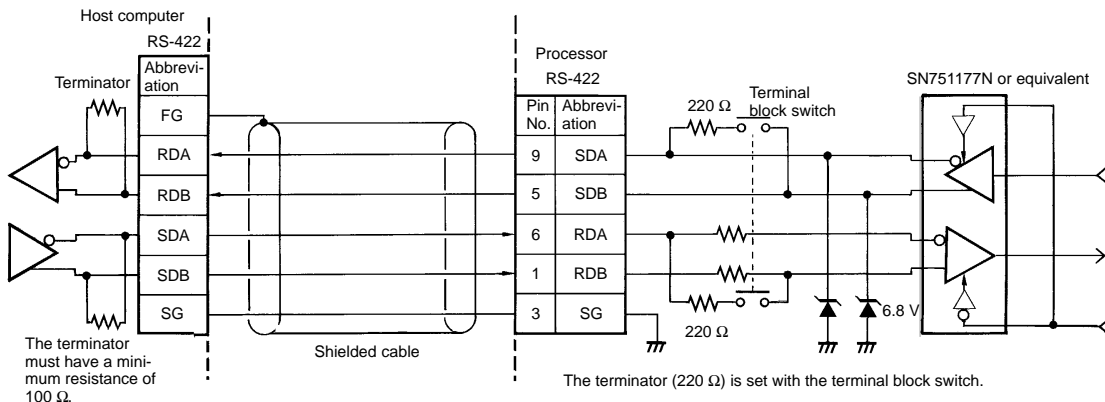 Host computer
RS-422
Processor
RS-422
SN751177N or equivalent
Terminator
Abbrevi-
ation
Pin
No.
Abbrevi-
ation
220 Ω
Terminal
block switch
FG
RDA
9
SDA
RDB
5
SDB
SDA
6
RDA
SDB
1
RDB
SG
3
SG
220 Ω
6.8 V
Shielded cable
The terminator
must have a mini-
mum resistance of
100 Ω.
The terminator (220 Ω) is set with the terminal block switch.